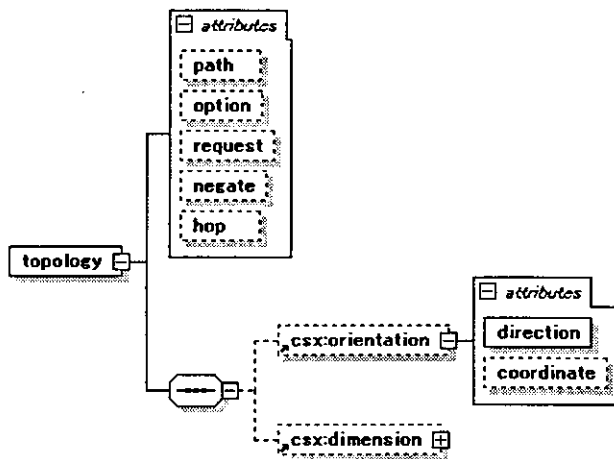 attributes
path
option
request
negate
hop
topology
attributes
csx:orientation
direction
coordinate
csx:dimension